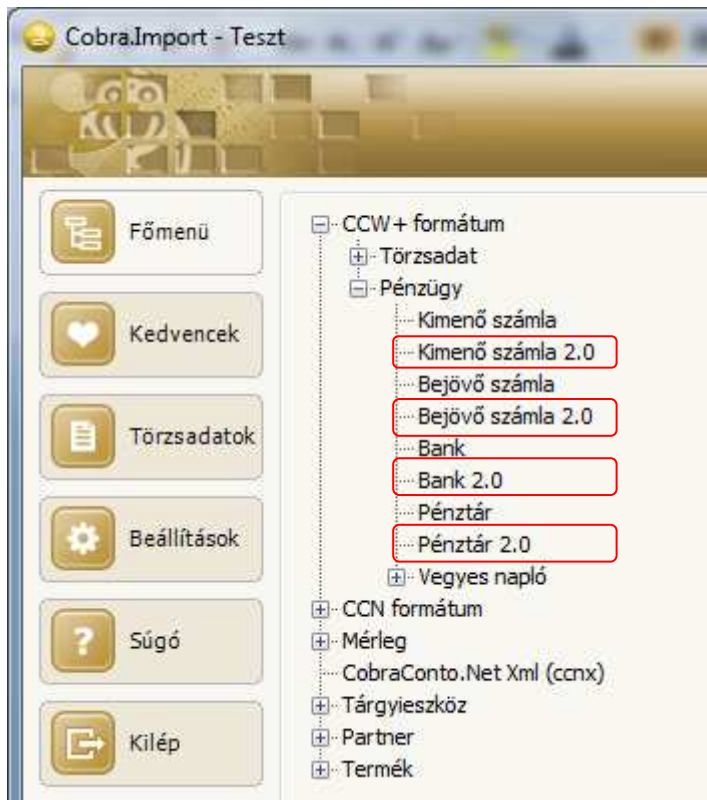 Cobra.Import - Teszt
Főmenü
Kedvencek
Törzsadatok
Beállítások
Súgó
Kilép
CCW+ formátum
Törzsadat
Pénzügy
Kimenő számla
Kimenő számla 2.0
Bejövő számla
Bejövő számla 2.0
Bank
Bank 2.0
Pénztár
Pénztár 2.0
Vegyes napló
CCN formátum
Mérleg
CobraConto.Net Xml (ccnx)
Tárgyieszköz
Partner
Termék